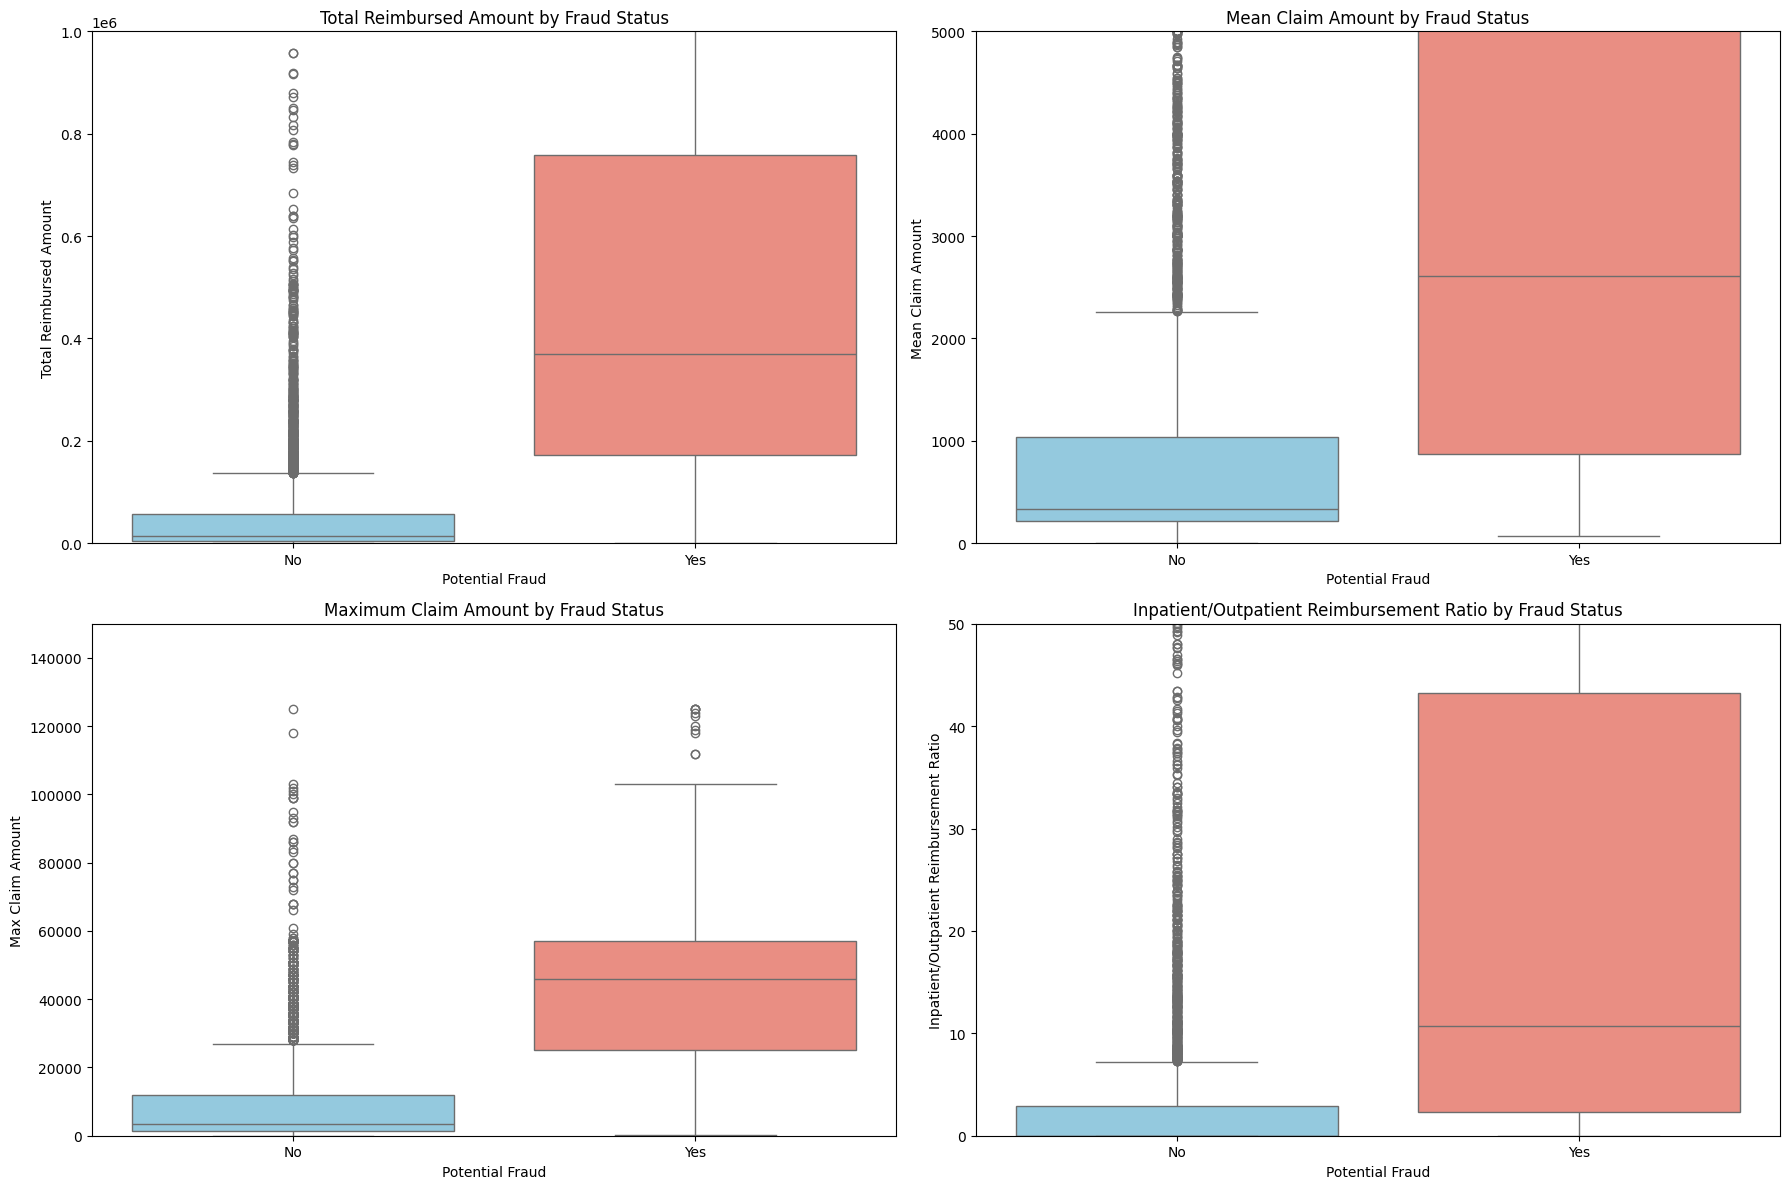 Total Reimbursed Amount by Fraud Status
1e6
1.0
0.8
0.6
0.4
0.2
0.0
Total Reimbursed Amount
No
Yes
Potential Fraud
Mean Claim Amount by Fraud Status
5000
4000
3000
2000
1000
0
Mean Claim Amount
No
Yes
Potential Fraud
Maximum Claim Amount by Fraud Status
140000
120000
100000
80000
60000
40000
20000
0
Max Claim Amount
No
Yes
Potential Fraud
Inpatient/Outpatient Reimbursement Ratio by Fraud Status
50
40
30
20
10
0
Inpatient/Outpatient Reimbursement Ratio
No
Yes
Potential Fraud